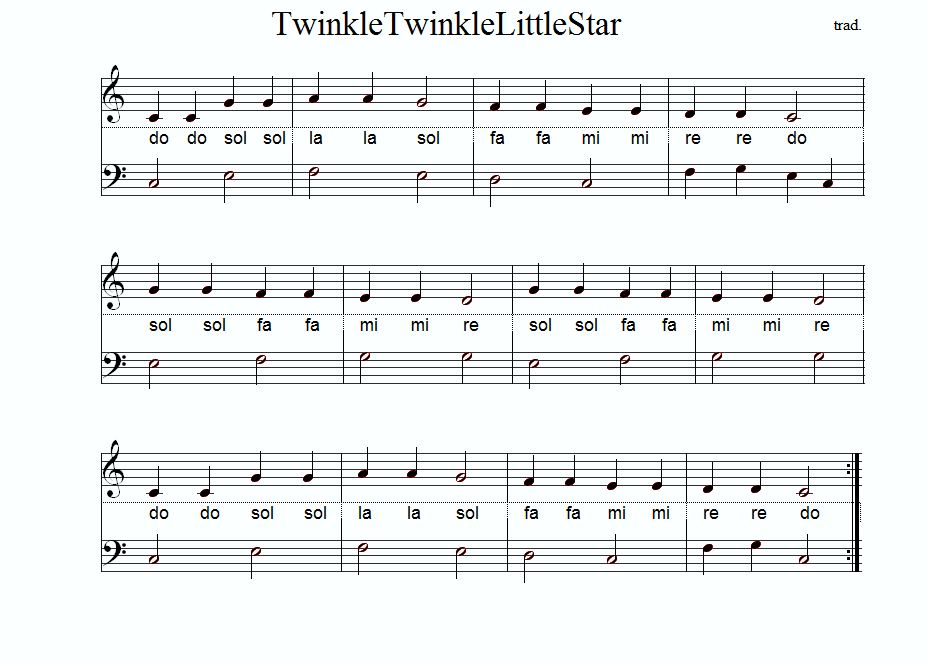 TwinkleTwinkleLittleStar
trad.
do do sol sol la la sol fa fa mi mi re re do
sol sol fa fa mi mi re sol sol fa fa mi mi re
do do sol sol la la sol fa fa mi mi re re do